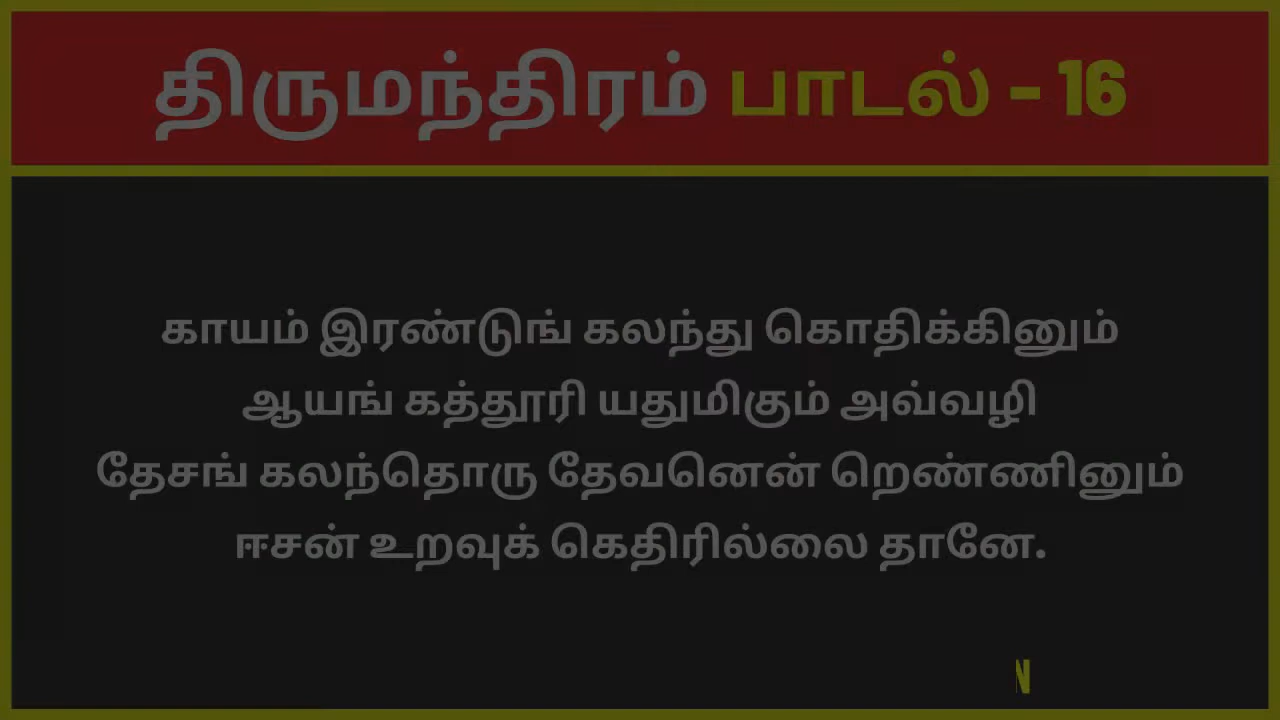 திருமந்திரம் பாடல் - 16
காயம் இரண்டுங் கலந்து கொதிக்கினும்
ஆயங் கத்தூரி யதுமிகும் அவ்வழி
தேசங் கலந்தொரு தேவனென் றெண்ணினும்
ஈசன் உறவுக் கெதிரில்லை தானே.
N